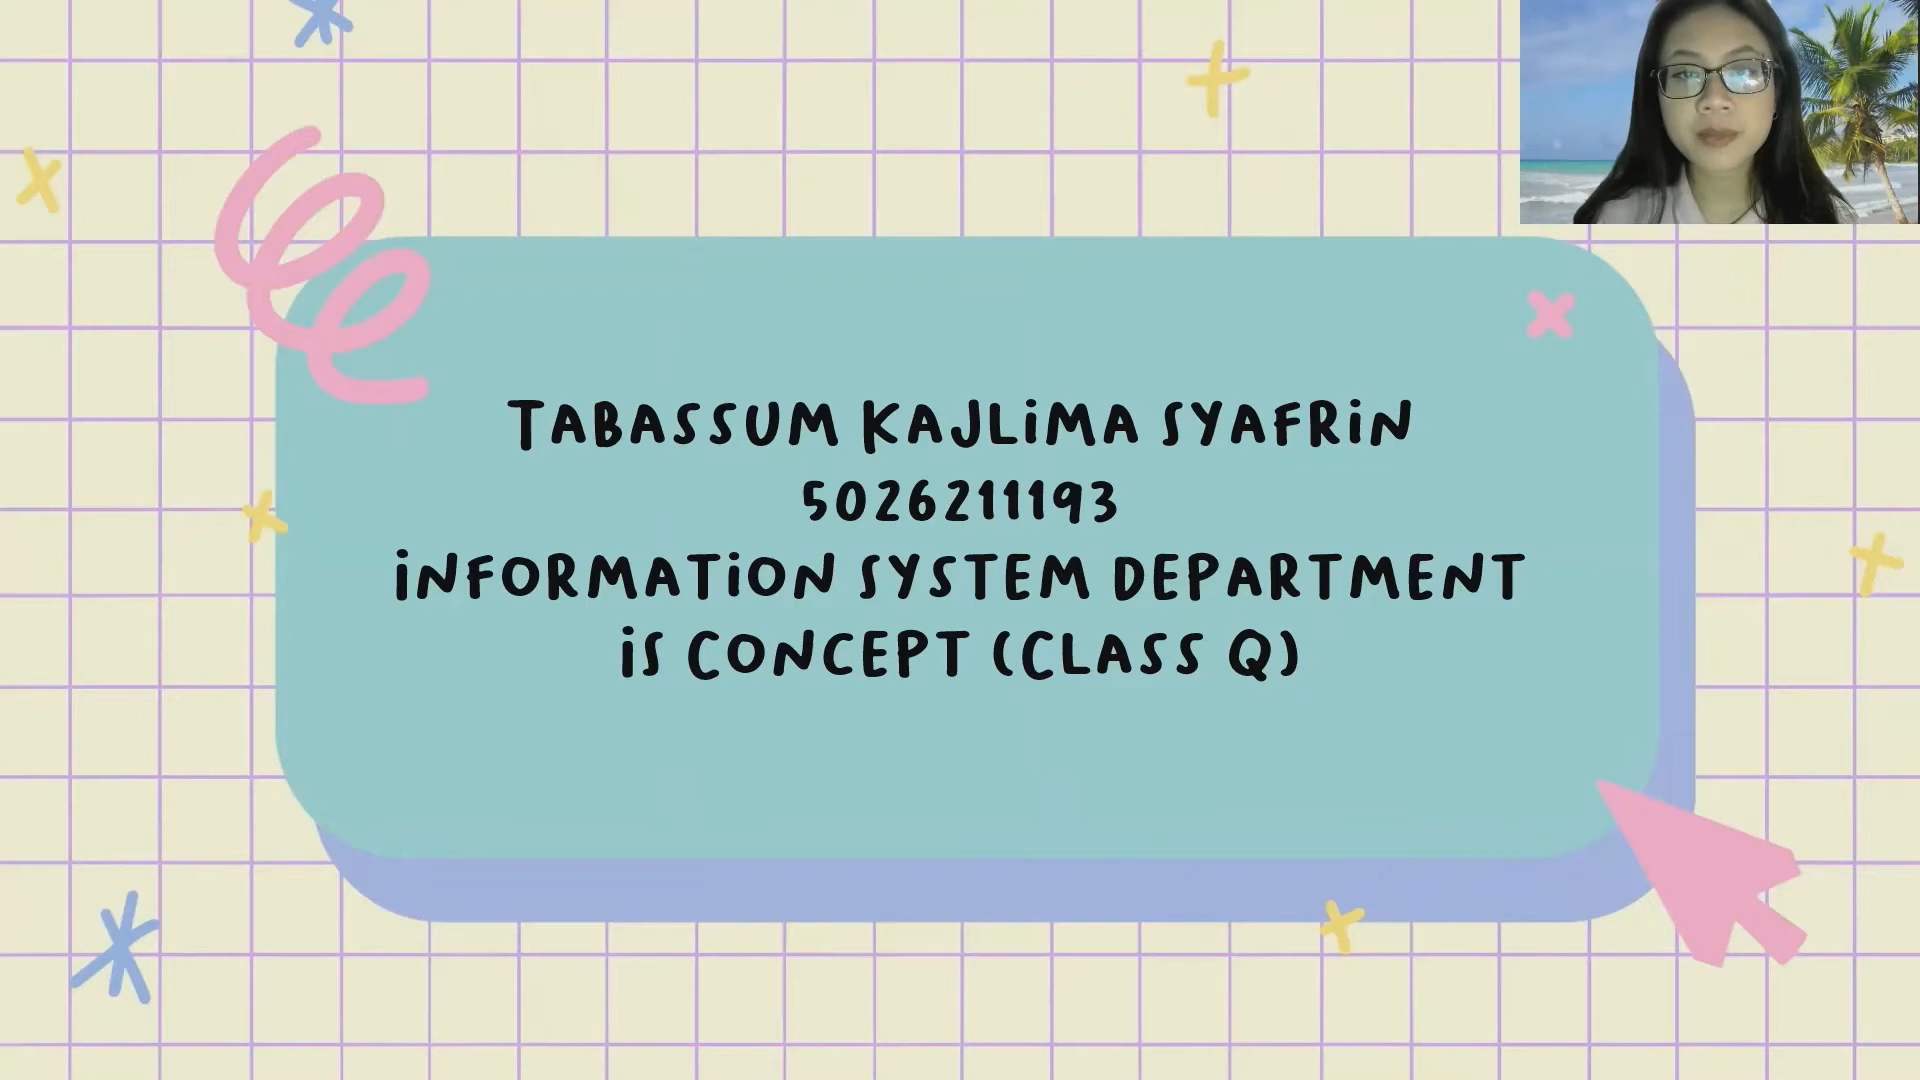 TABASSUM KAJLiMA SYAFRiN
5026211193
iNFORMATiON SYSTEM DEPARTMENT
iS CONCEPT (CLASS Q)